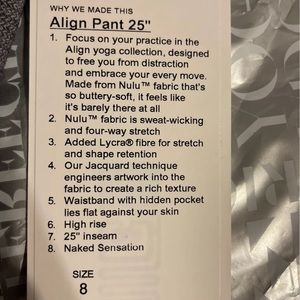 WHY WE MADE THIS
Align Pant 25"
1. Focus on your practice in the
Align yoga collection, designed
to free you from distraction
and embrace your every move.
Made from Nulu™ fabric that's
so buttery-soft, it feels like
it's barely there at all
2. Nulu™ fabric is sweat-wicking
and four-way stretch
3. Added Lycra® fibre for stretch
and shape retention
4. Our Jacquard technique
engineers artwork into the
fabric to create a rich texture
5. Waistband with hidden pocket
lies flat against your skin
6. High rise
7. 25" inseam
8. Naked Sensation
SIZE
8